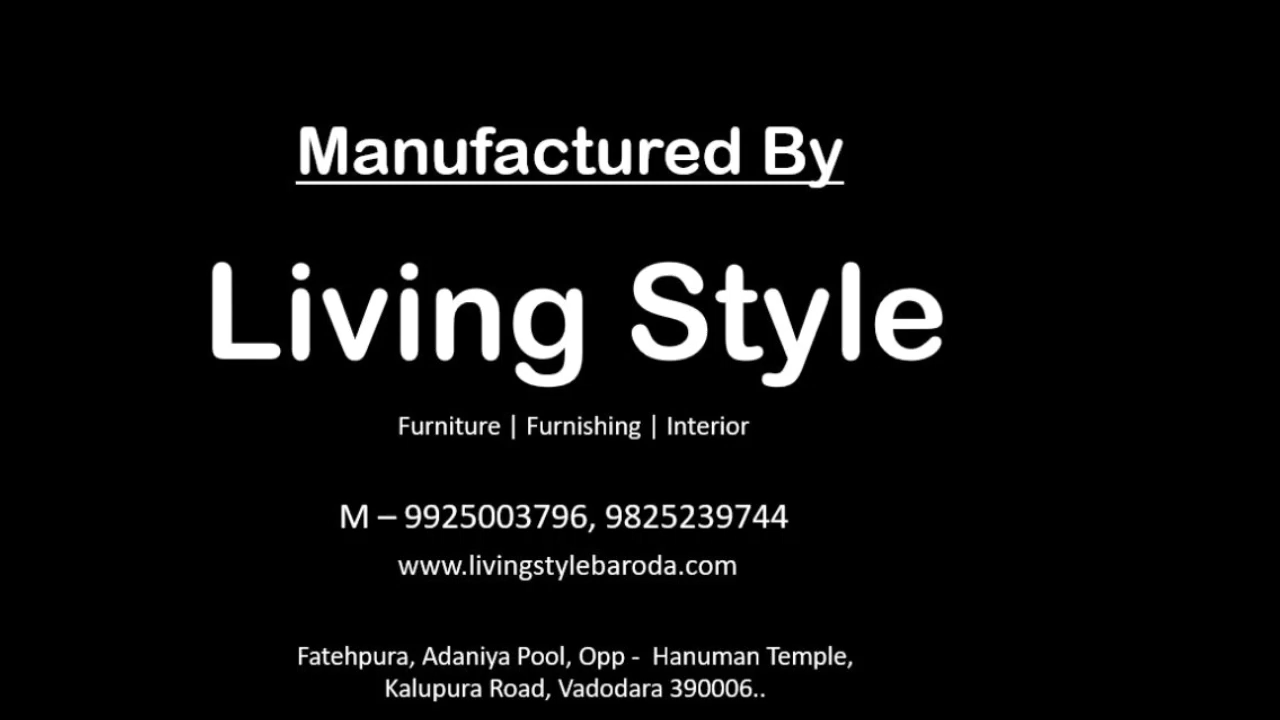 Manufactured By
Living Style
Furniture | Furnishing | Interior
M – 9925003796, 9825239744
www.livingstylebaroda.com
Fatehpura, Adaniya Pool, Opp -  Hanuman Temple,
Kalupura Road, Vadodara 390006..